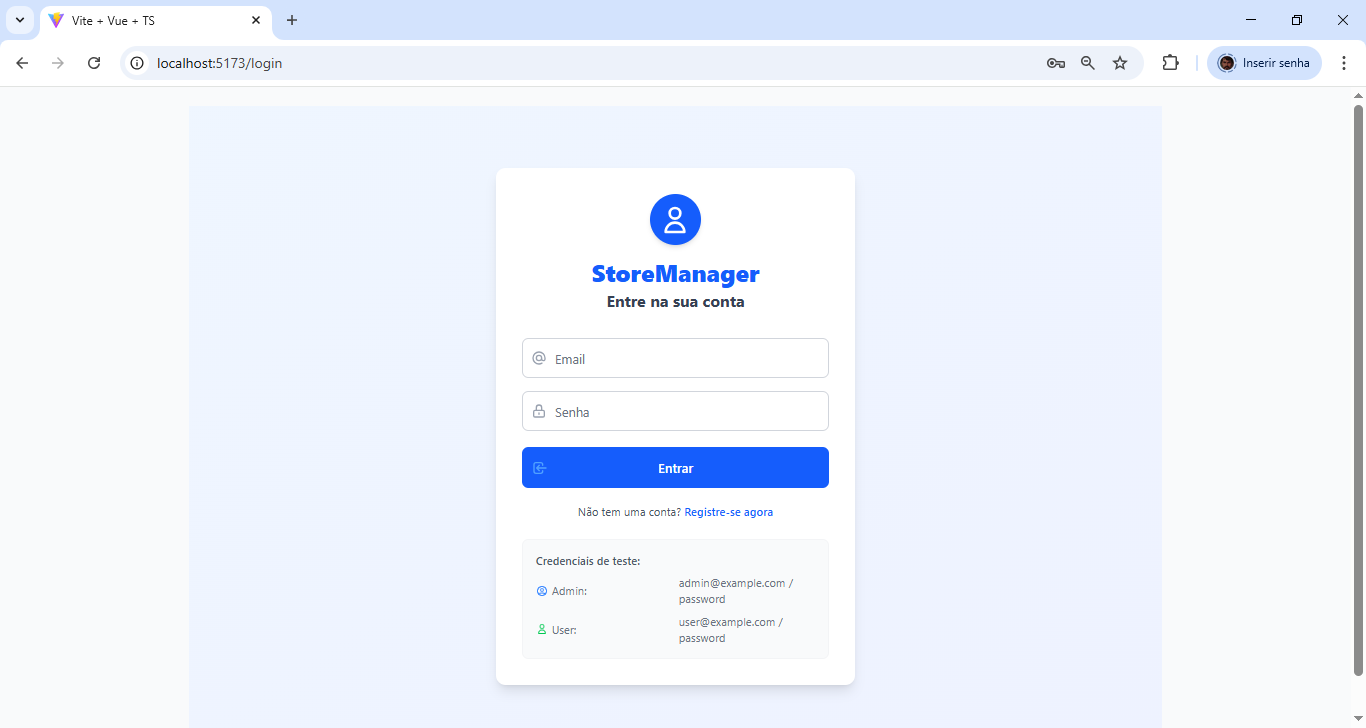 Vite + Vue + TS
localhost:5173/login
Inserir senha
StoreManager
Entre na sua conta
Email
Senha
Entrar
Não tem uma conta? Registre-se agora
Credenciais de teste:
Admin:
admin@example.com /
password
User:
user@example.com /
password